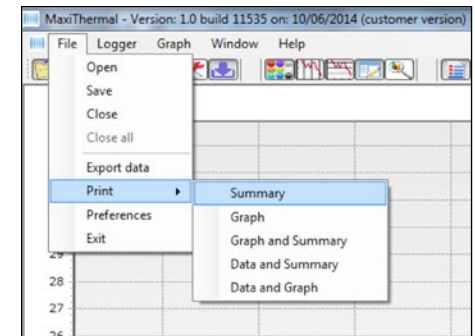 MaxiThermal - Version: 1.0 build 11535 on: 10/06/2014 (customer version)
File Logger Graph Window Help
Open
Save
Close
Close all
Export data
Print
Preferences
Exit
Summary
Graph
Graph and Summary
Data and Summary
Data and Graph
29
28
27
26